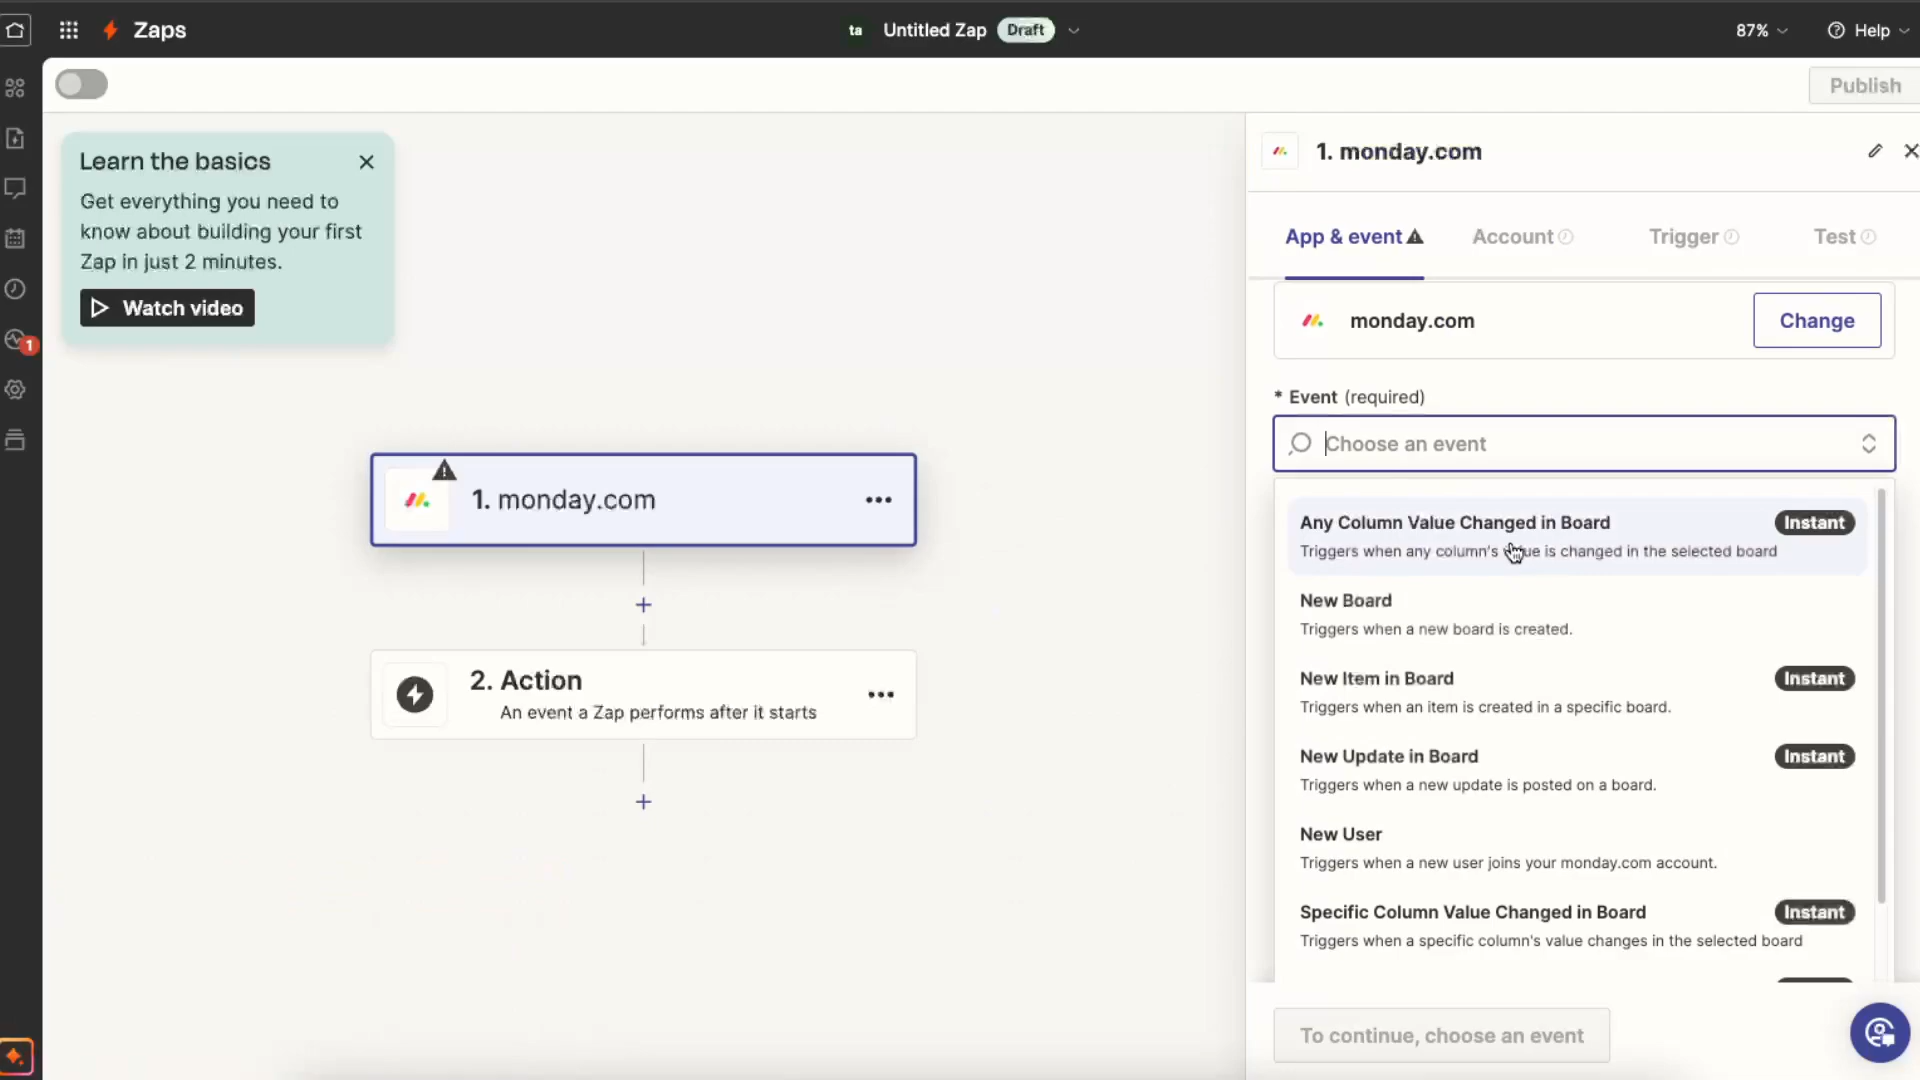 Zaps
ta Untitled Zap Draft
87%
Help
Publish
Learn the basics
Get everything you need to
know about building your first
Zap in just 2 minutes.
Watch video
1
1. monday.com
2. Action
An event a Zap performs after it starts
1. monday.com
App & event
Account
Trigger
Test
monday.com
Change
* Event (required)
Choose an event
Any Column Value Changed in Board Instant
Triggers when any column's value is changed in the selected board
New Board
Triggers when a new board is created.
New Item in Board Instant
Triggers when an item is created in a specific board.
New Update in Board Instant
Triggers when a new update is posted on a board.
New User
Triggers when a new user joins your monday.com account.
Specific Column Value Changed in Board Instant
Triggers when a specific column's value changes in the selected board
To continue, choose an event